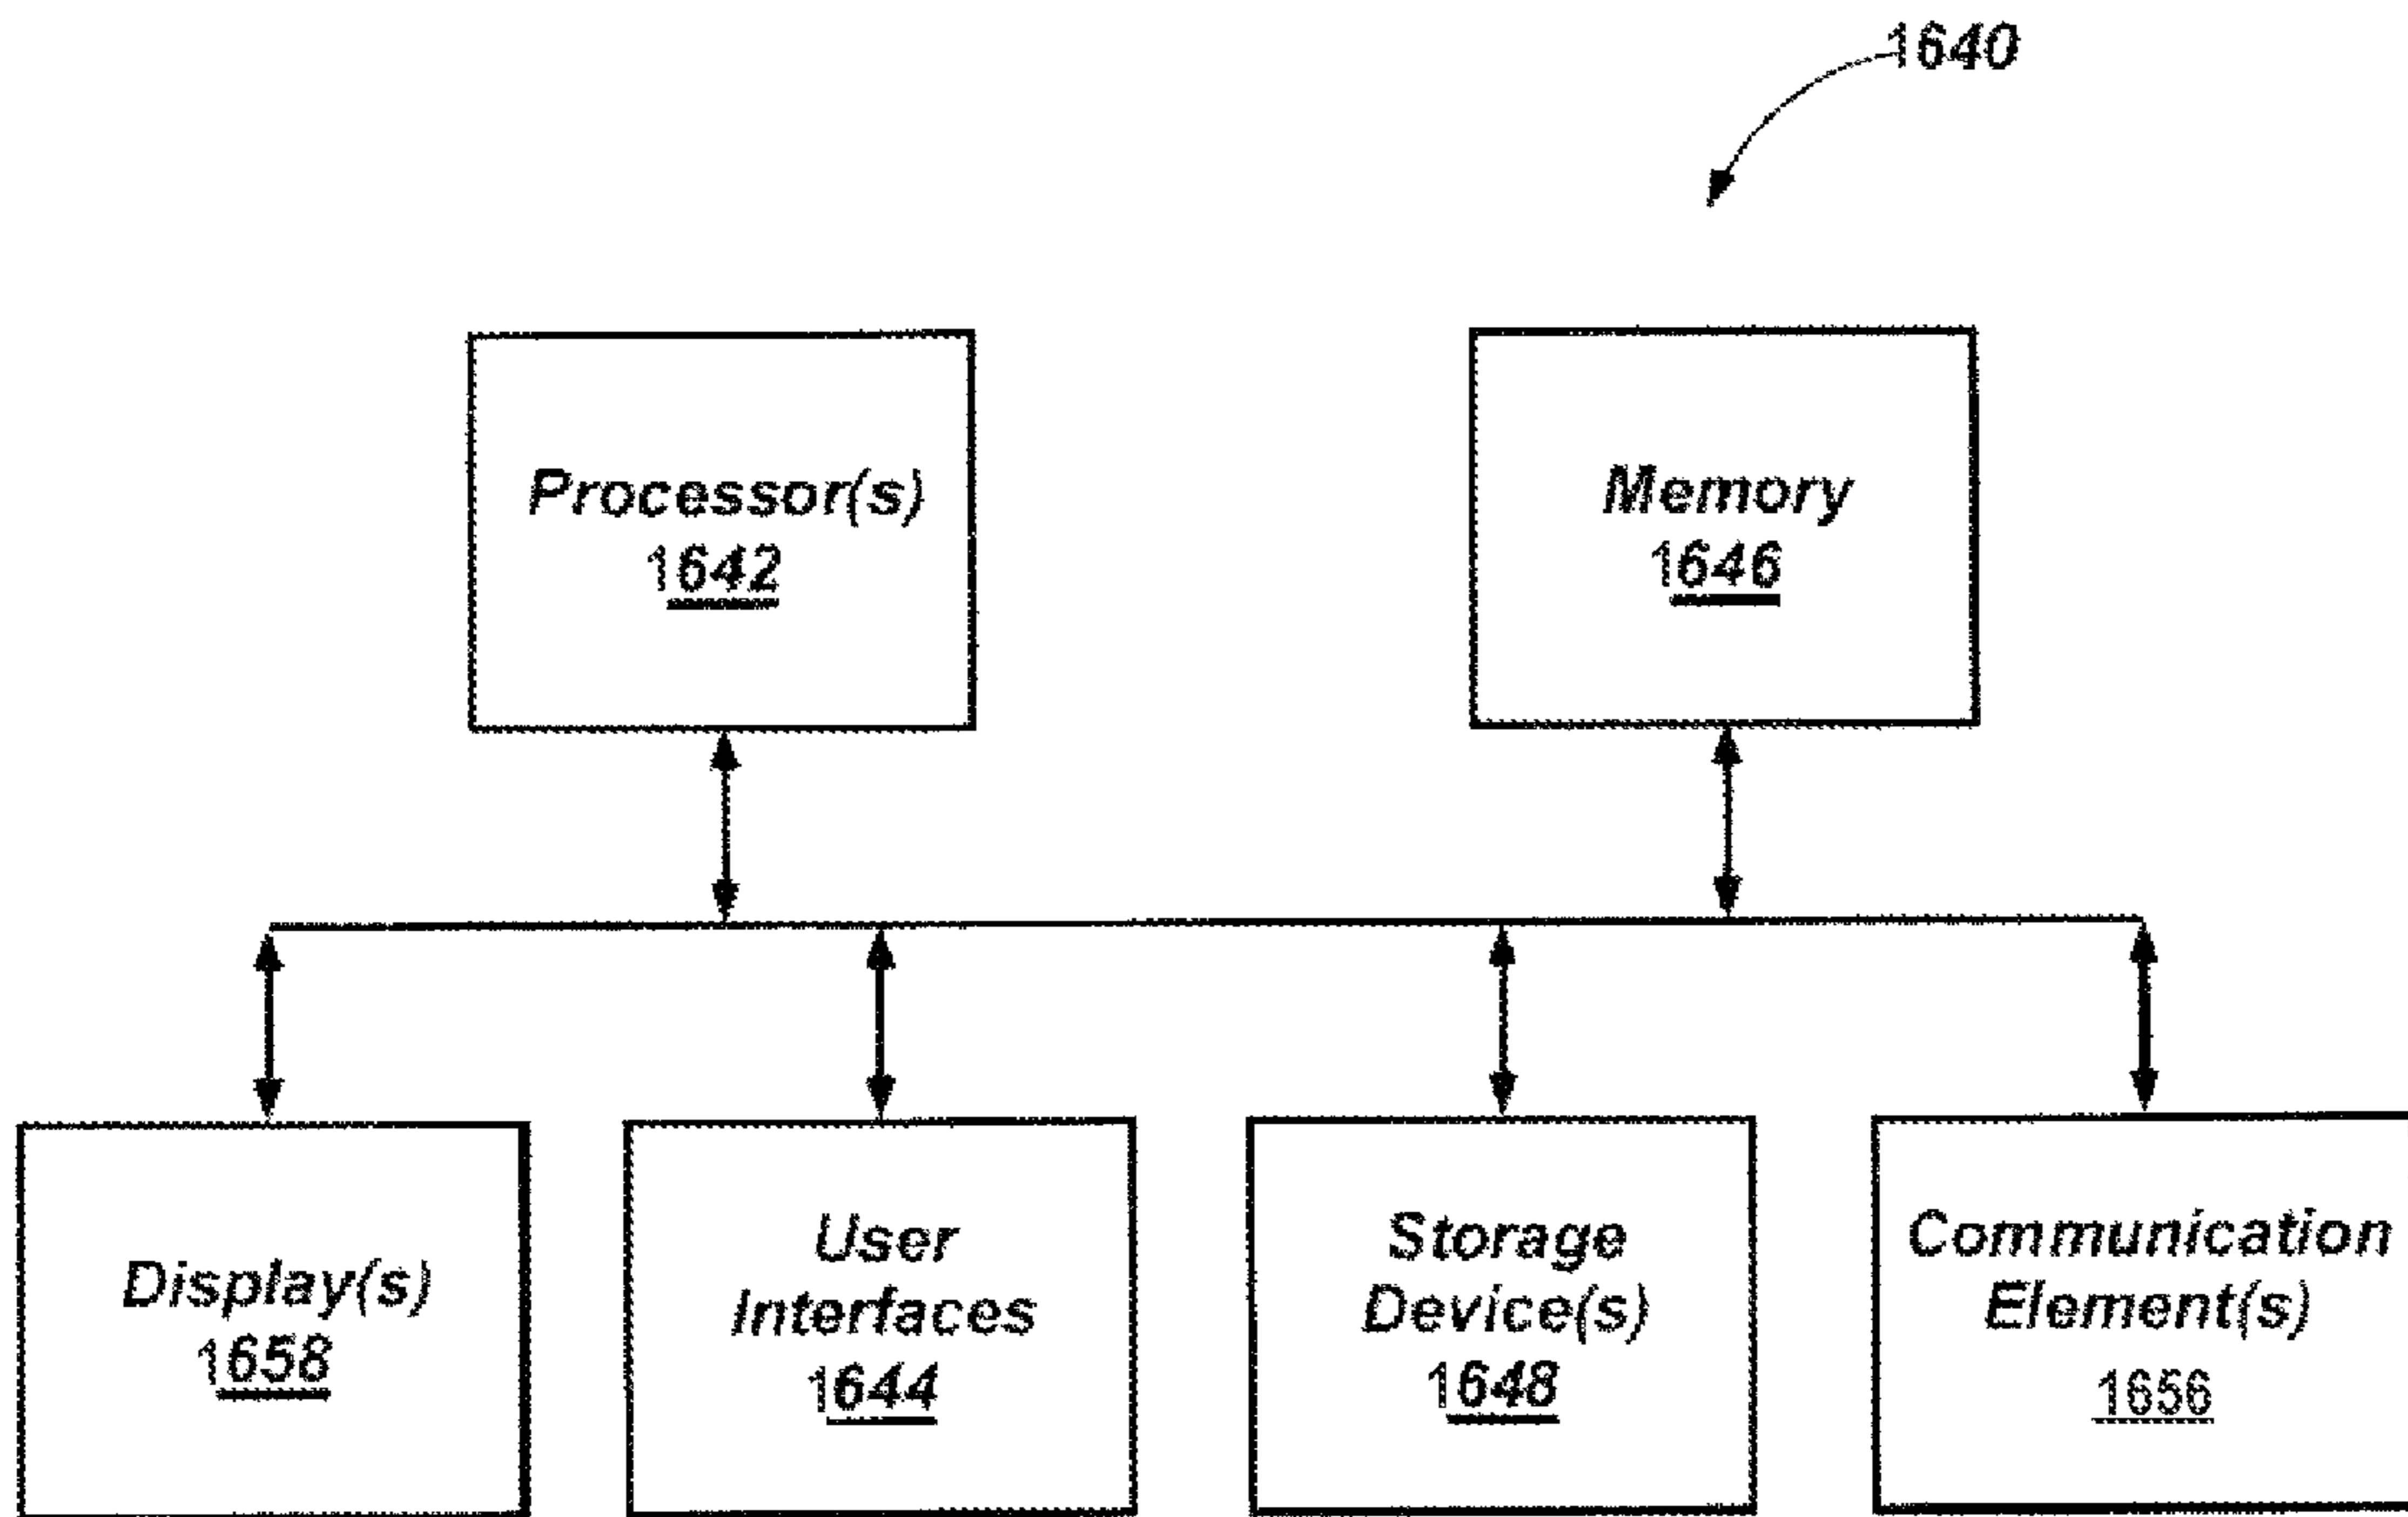 1640
Processor(s)
1642
Memory
1646
Display(s)
1658
User
Interfaces
1644
Storage
Device(s)
1648
Communication
Element(s)
1656